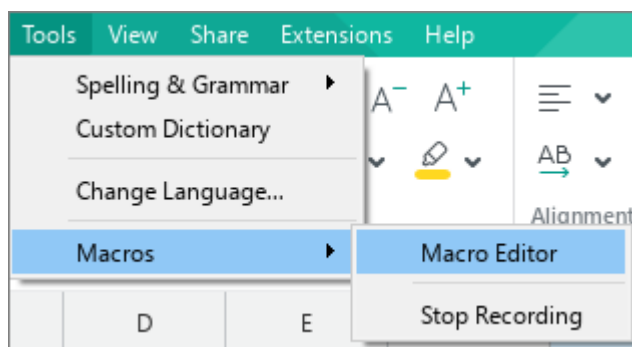 Tools View Share Extensions Help
Spelling & Grammar
Custom Dictionary
Change Language...
Macros
Macro Editor
Stop Recording
A- A+
AB
Alignment
D E